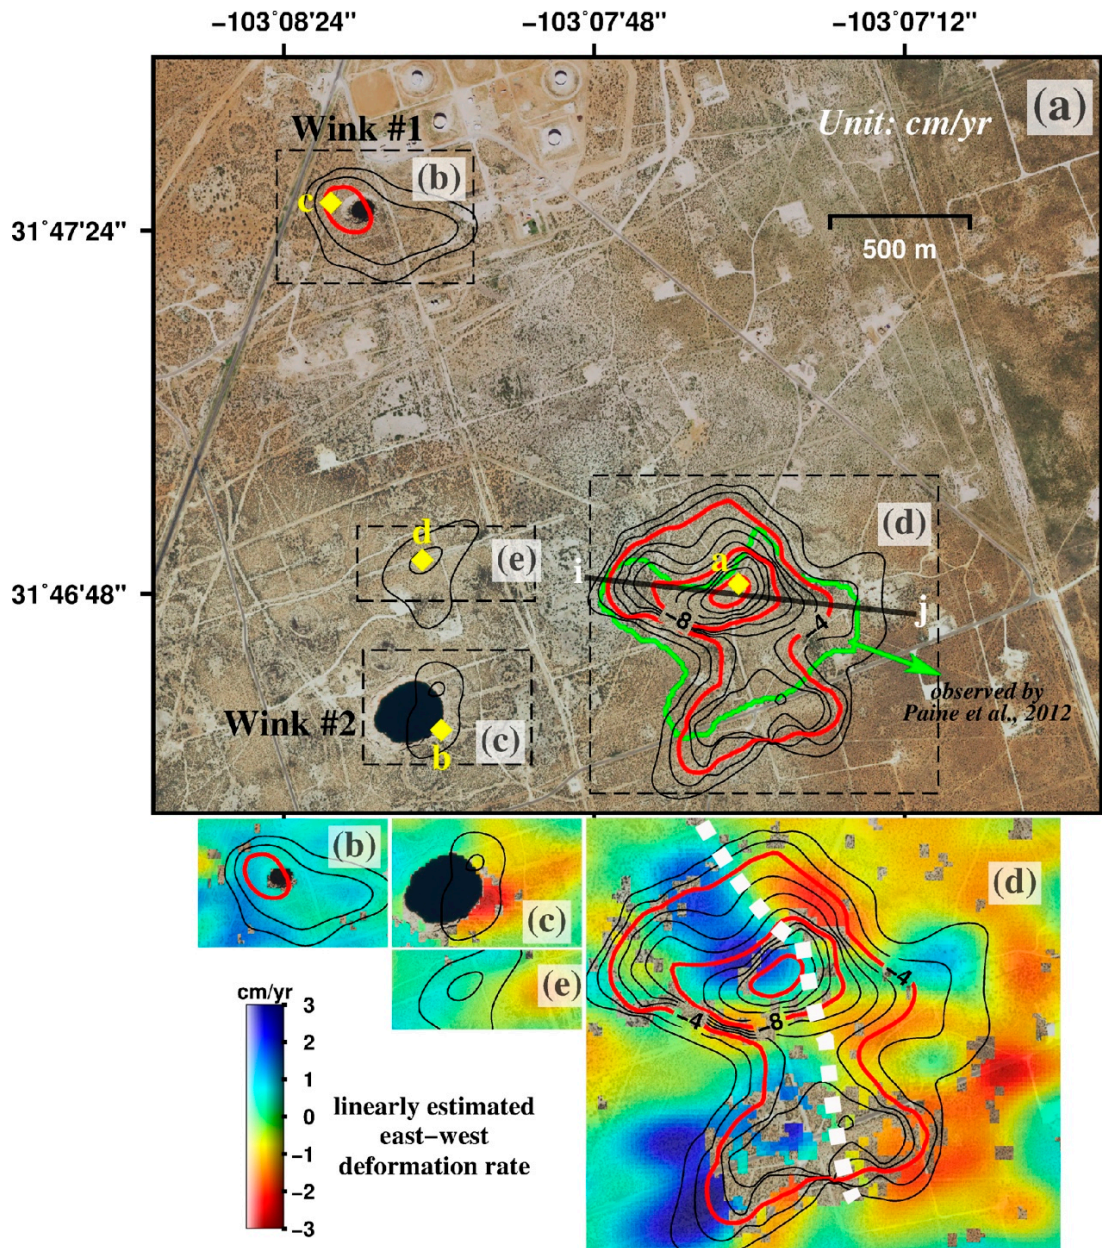 −103˚08'24" −103˚07'48" −103˚07'12"
(a)
Unit: cm/yr
Wink #1
(b)
c
31˚47'24"
500 m
(d)
d
(e)
a
i
31˚46'48"
j
−8
−4
observed by
Paine et al., 2012
Wink #2
(c)
b
(b)
(c)
(d)
(e)
−4
−4
−8
cm/yr
3
2
1
0
−1
−2
−3
linearly estimated
east−west
deformation rate